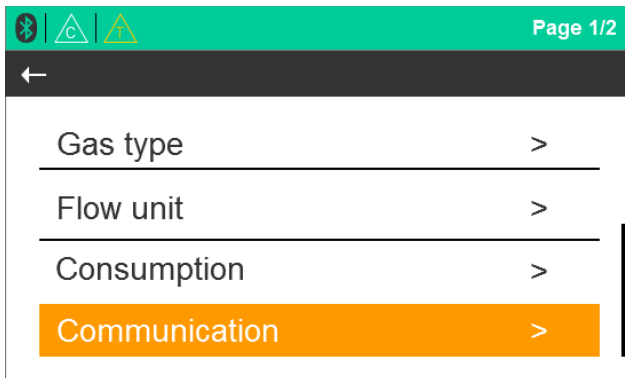 C T Page 1/2
←
Gas type >
Flow unit >
Consumption >
Communication >